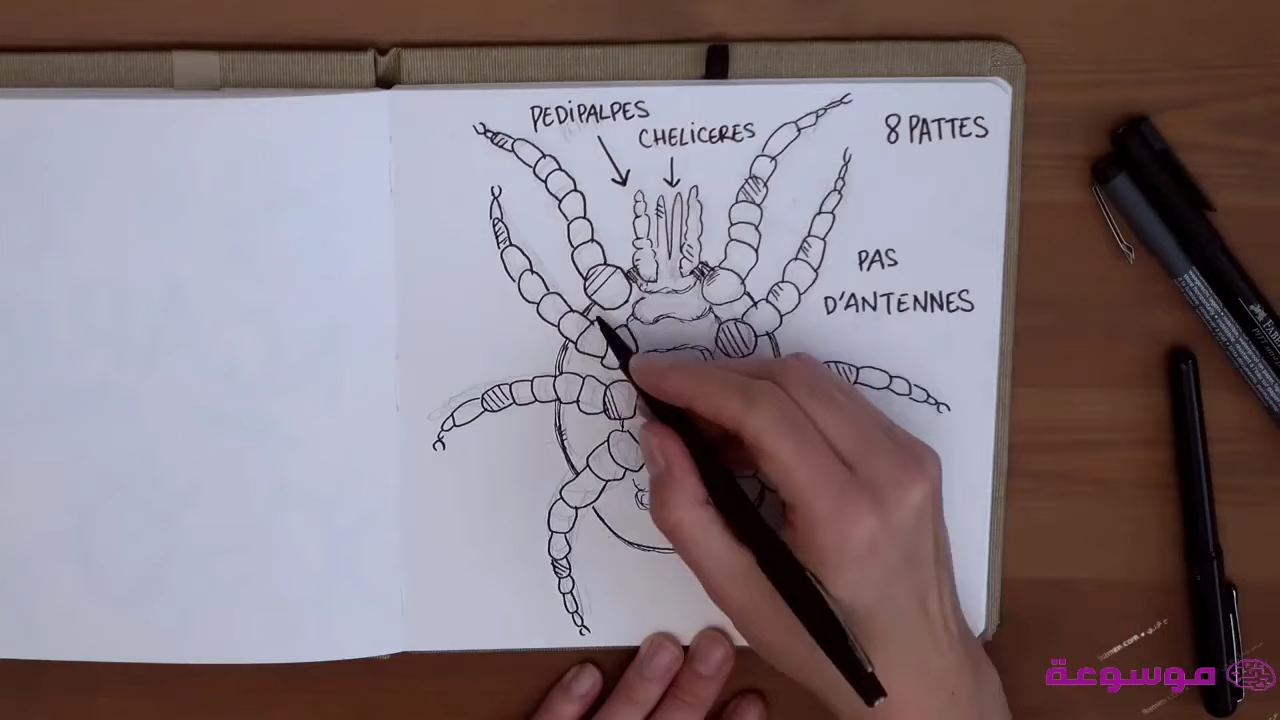 PEDIPALPES
CHELICERES
8 PATTES
PAS
D'ANTENNES
موسوعة